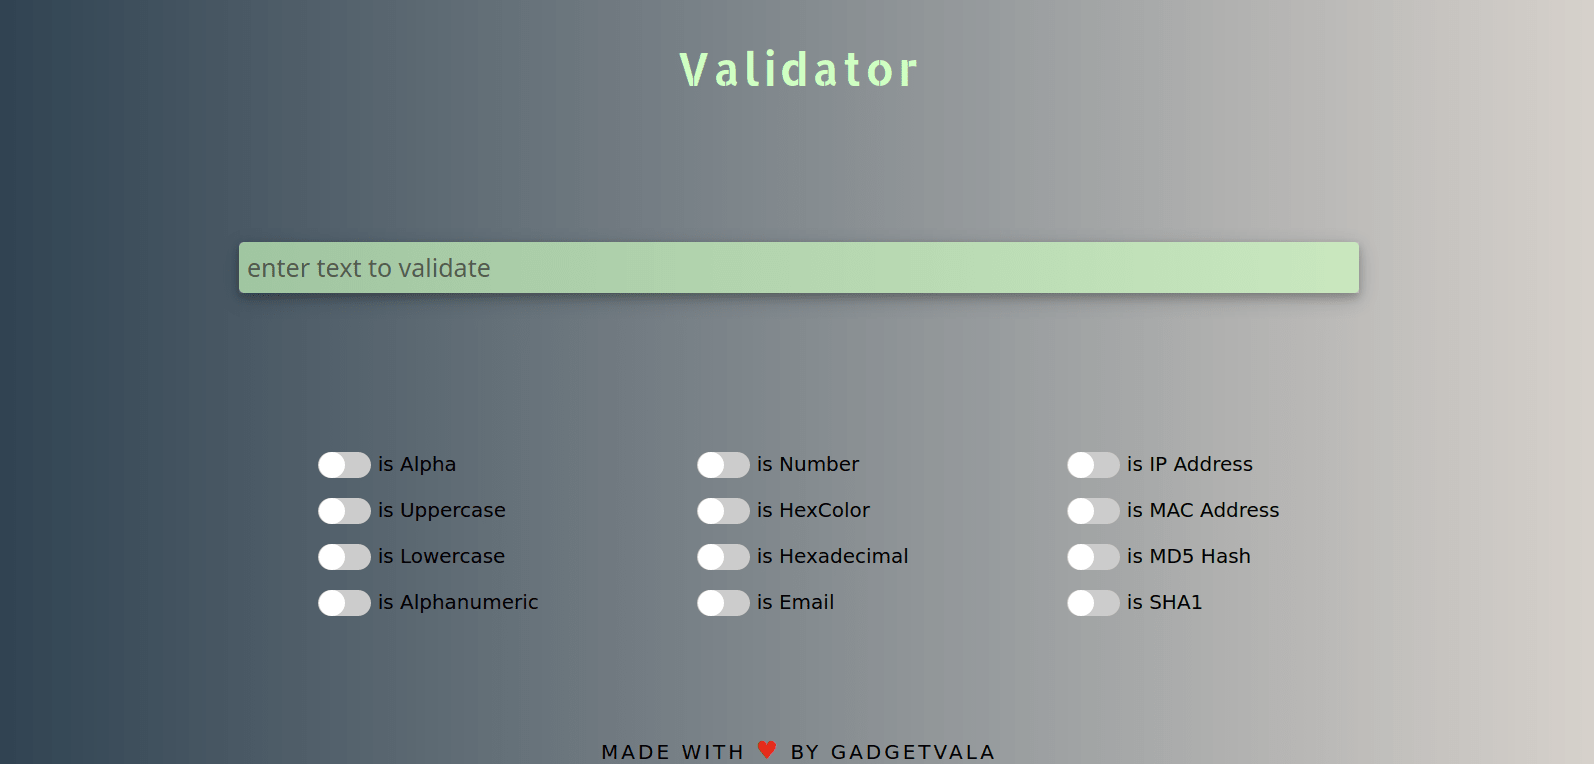 Validator
enter text to validate
is Alpha
is Uppercase
is Lowercase
is Alphanumeric
is Number
is HexColor
is Hexadecimal
is Email
is IP Address
is MAC Address
is MD5 Hash
is SHA1
MADE WITH ♥ BY GADGETVALA